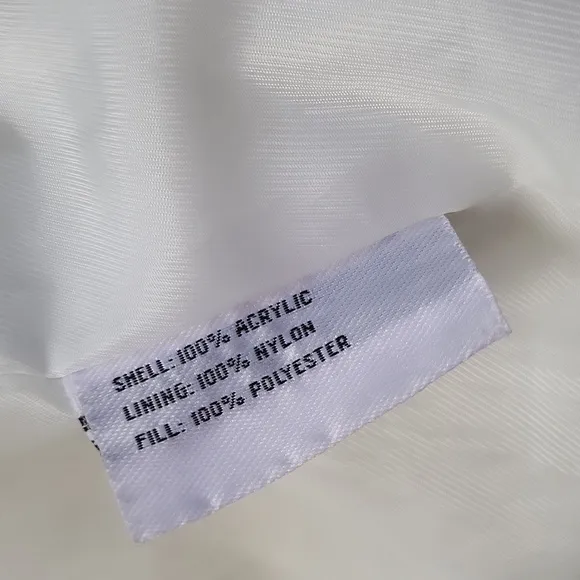 SHELL: 100% ACRYLIC
LINING: 100% NYLON
FILL: 100% POLYESTER